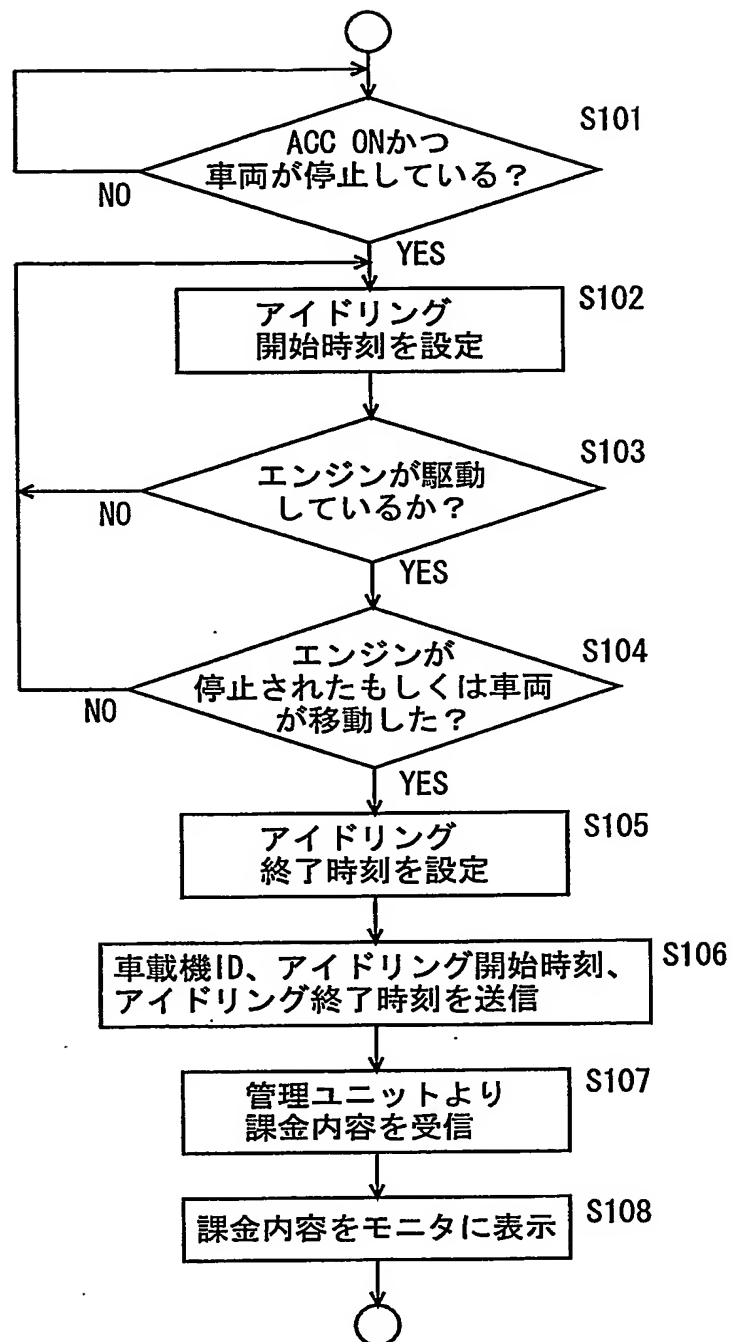 S101
ACC ONかつ
車両が停止している？
NO
YES
S102
アイドリング
開始時刻を設定
S103
エンジンが駆動
しているか？
NO
YES
S104
エンジンが
停止されたもしくは車両
が移動した？
NO
YES
S105
アイドリング
終了時刻を設定
S106
車載機ID、アイドリング開始時刻、
アイドリング終了時刻を送信
S107
管理ユニットより
課金内容を受信
S108
課金内容をモニタに表示